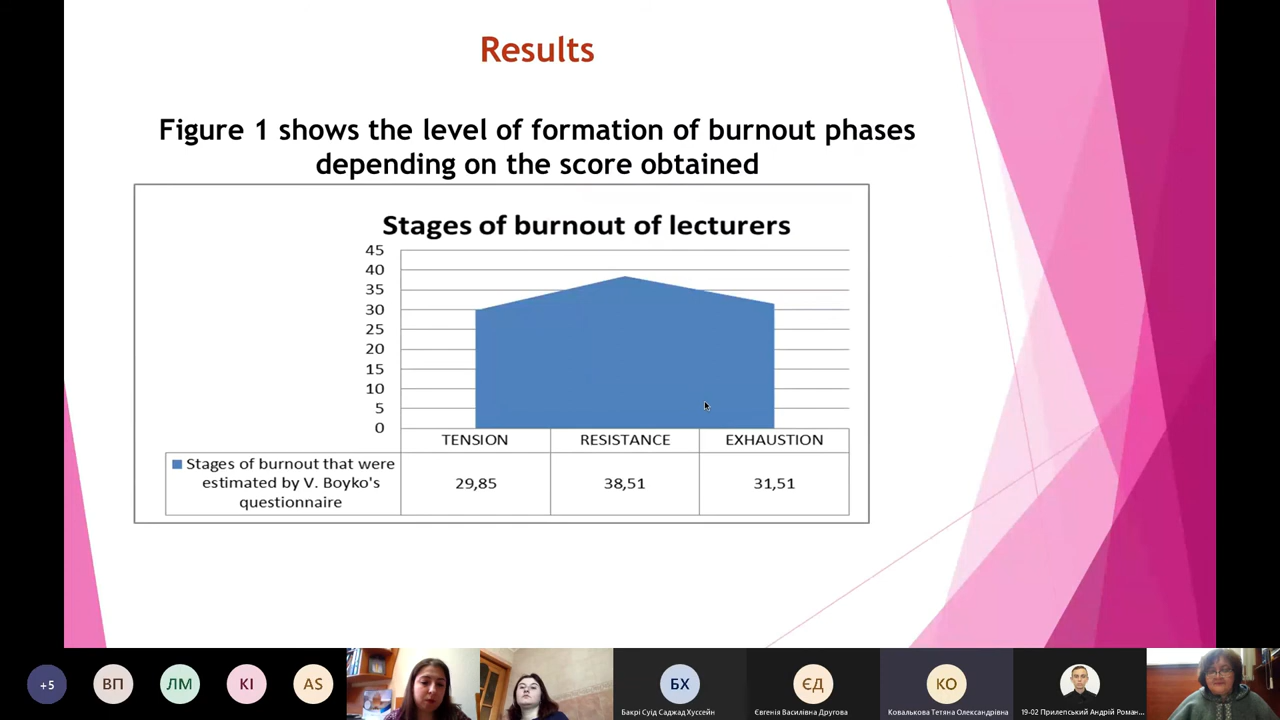 Results
Figure 1 shows the level of formation of burnout phases
depending on the score obtained
Stages of burnout of lecturers
45
40
35
30
25
20
15
10
5
0
TENSION RESISTANCE EXHAUSTION
Stages of burnout that were
estimated by V. Boyko's
questionnaire
29,85 38,51 31,51
+5 ВП ЛМ КІ AS БХ ЄД КО
Бакрі Суід Саджад Хуссейн Євгенія Василівна Другова Ковалькова Тетяна Олександрівна 19-02 Прилепський Андрій Роман...